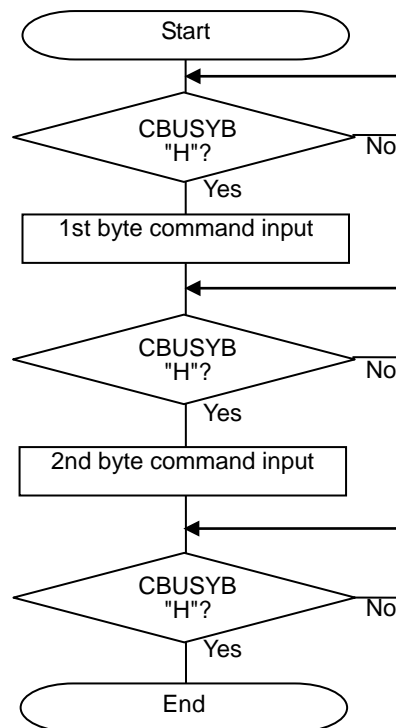 Start
CBUSYB
"H"?
No
Yes
1st byte command input
CBUSYB
"H"?
No
Yes
2nd byte command input
CBUSYB
"H"?
No
Yes
End